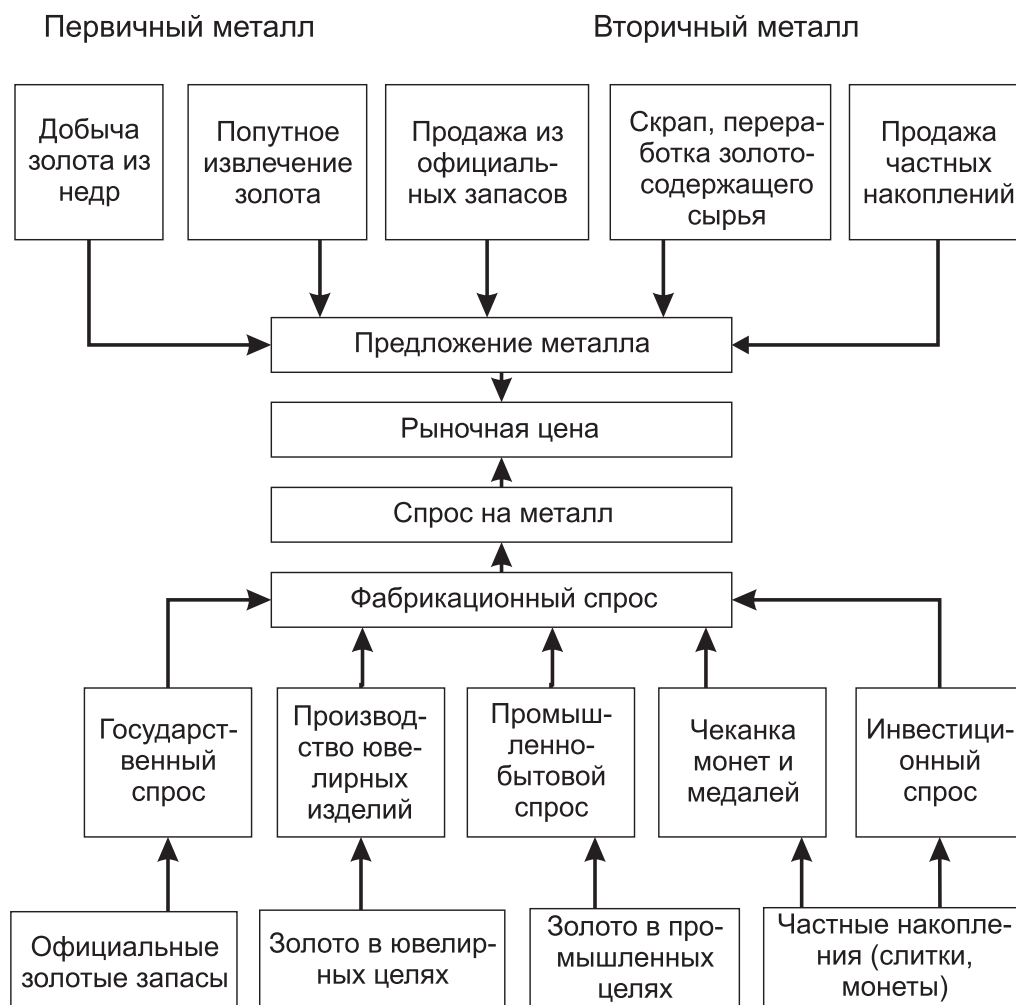 Первичный металл
Вторичный металл
Добыча
золота из
недр
Попутное
извлечение
золота
Продажа из
официаль-
ных запасов
Скрап, перера-
ботка золото-
содержащего
сырья
Продажа
частных
накоплений
Предложение металла
Рыночная цена
Спрос на металл
Фабрикационный спрос
Государст-
венный
спрос
Производ-
ство юве-
лирных
изделий
Промыш-
ленно-
бытовой
спрос
Чеканка
монет и
медалей
Инвестици-
онный
спрос
Официальные
золотые запасы
Золото в ювелир-
ных целях
Золото в про-
мышленных
целях
Частные накопле-
ния (слитки,
монеты)